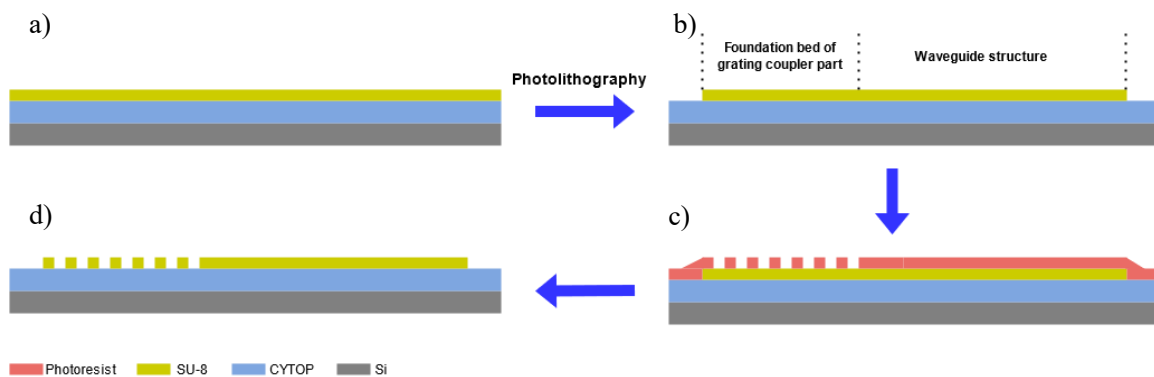 a)
b)
Foundation bed of
grating coupler part
Waveguide structure
Photolithography
d)
c)
Photoresist
SU-8
CYTOP
Si